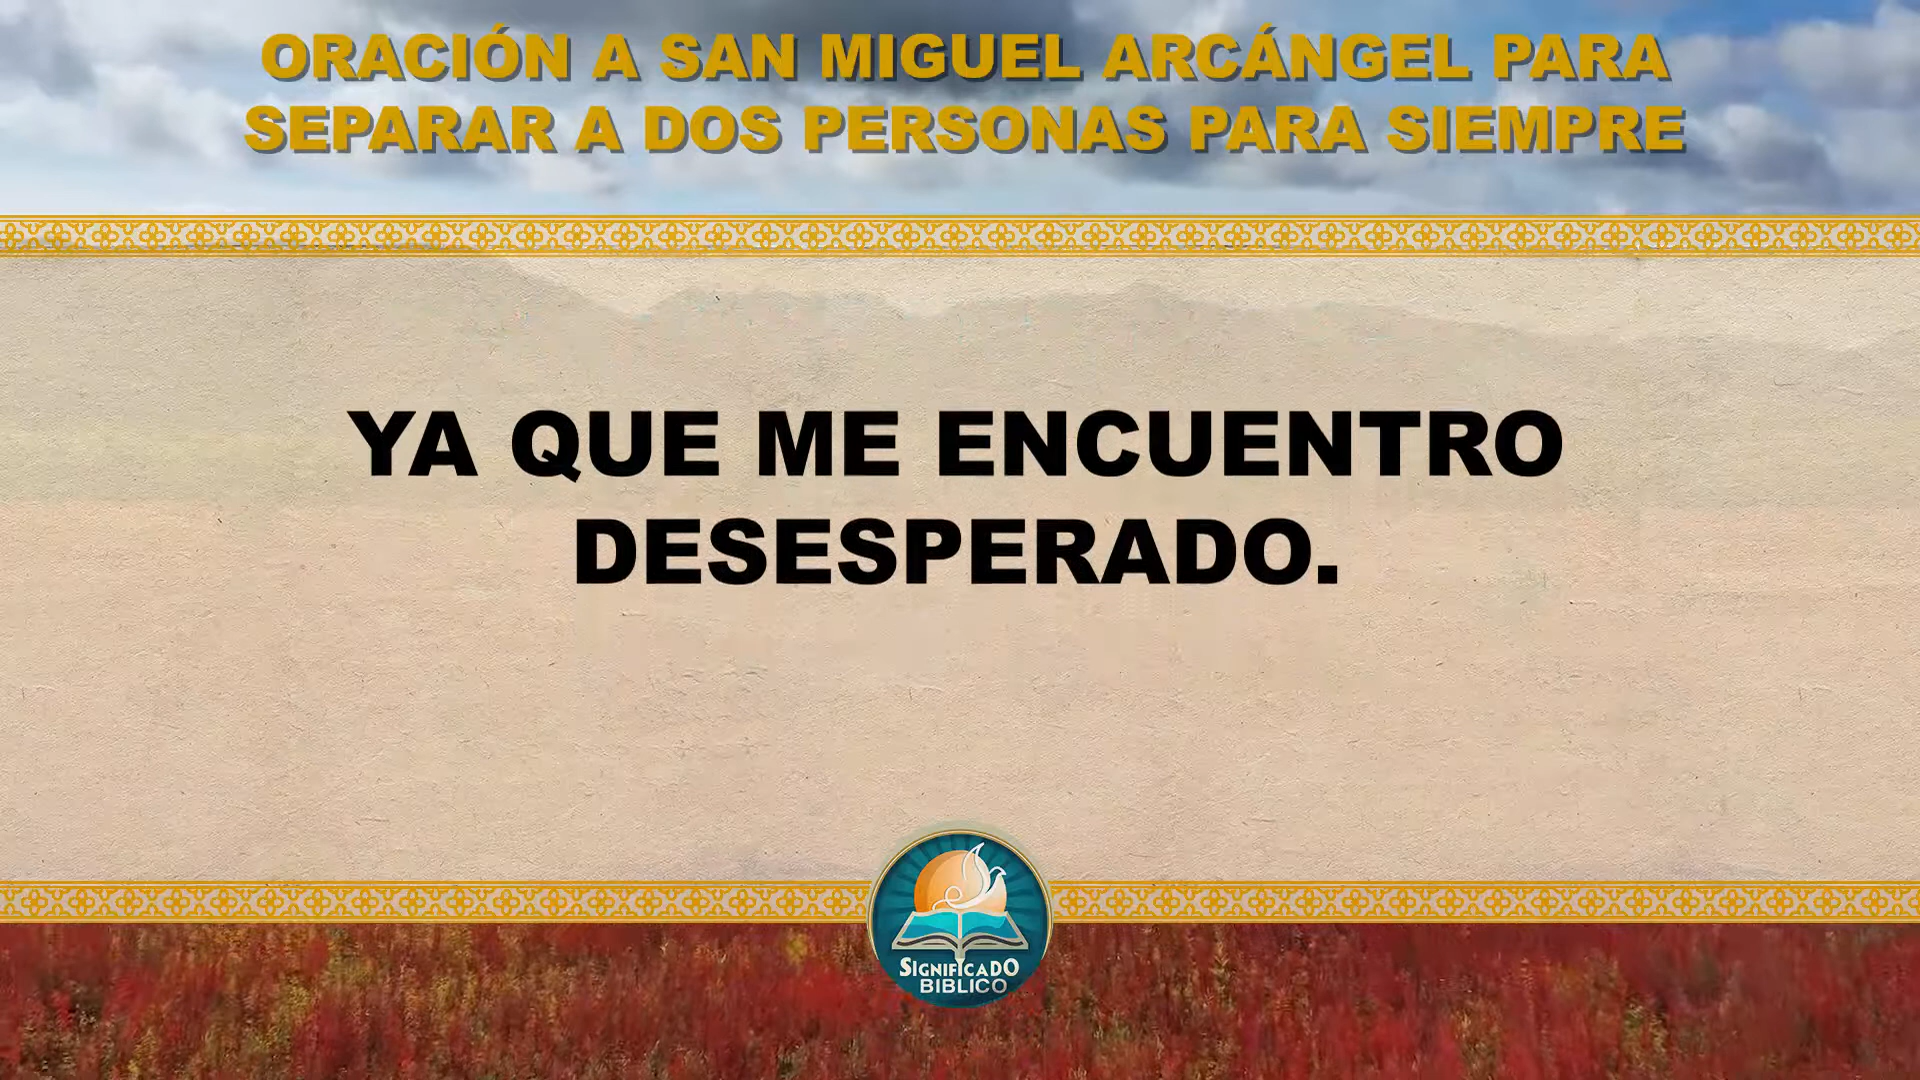 ORACIÓN A SAN MIGUEL ARCÁNGEL PARA
SEPARAR A DOS PERSONAS PARA SIEMPRE
YA QUE ME ENCUENTRO
DESESPERADO.
SIGNIFICADO
BIBLICO